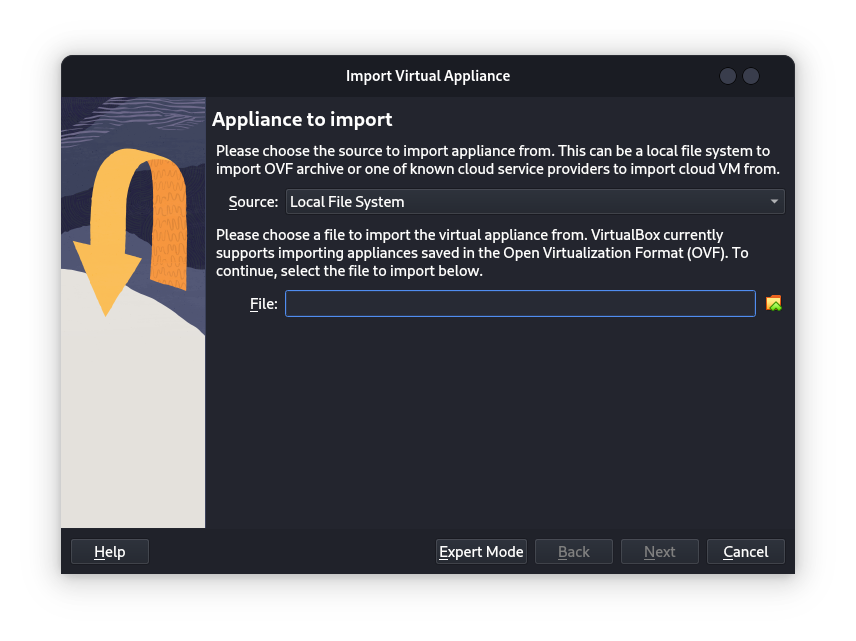 Import Virtual Appliance
Appliance to import
Please choose the source to import appliance from. This can be a local file system to
import OVF archive or one of known cloud service providers to import cloud VM from.
Source: Local File System
Please choose a file to import the virtual appliance from. VirtualBox currently
supports importing appliances saved in the Open Virtualization Format (OVF). To
continue, select the file to import below.
File:
Help Expert Mode Back Next Cancel